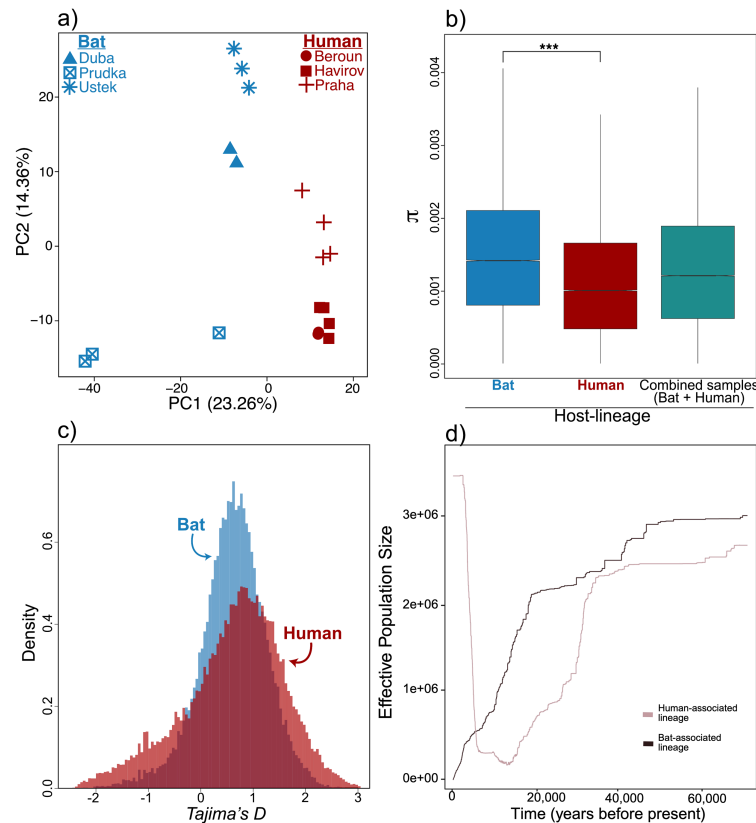 a)
Bat
Duba
Prudka
Ustek
Human
Beroun
Havirov
Praha
20
10
0
−10
PC2 (14.36%)
−40
−20
0
20
PC1 (23.26%)
b)
***
0.004
0.003
0.002
0.001
0.000
π
Bat
Human
Combined samples
(Bat + Human)
Host-lineage
c)
Bat
Human
0.6
0.4
0.2
0.0
Density
-2
-1
0
1
2
3
Tajima's D
d)
3e+06
2e+06
1e+06
0e+00
Effective Population Size
Human-associated
lineage
Bat-associated
lineage
0
20,000
40,000
60,000
Time (years before present)